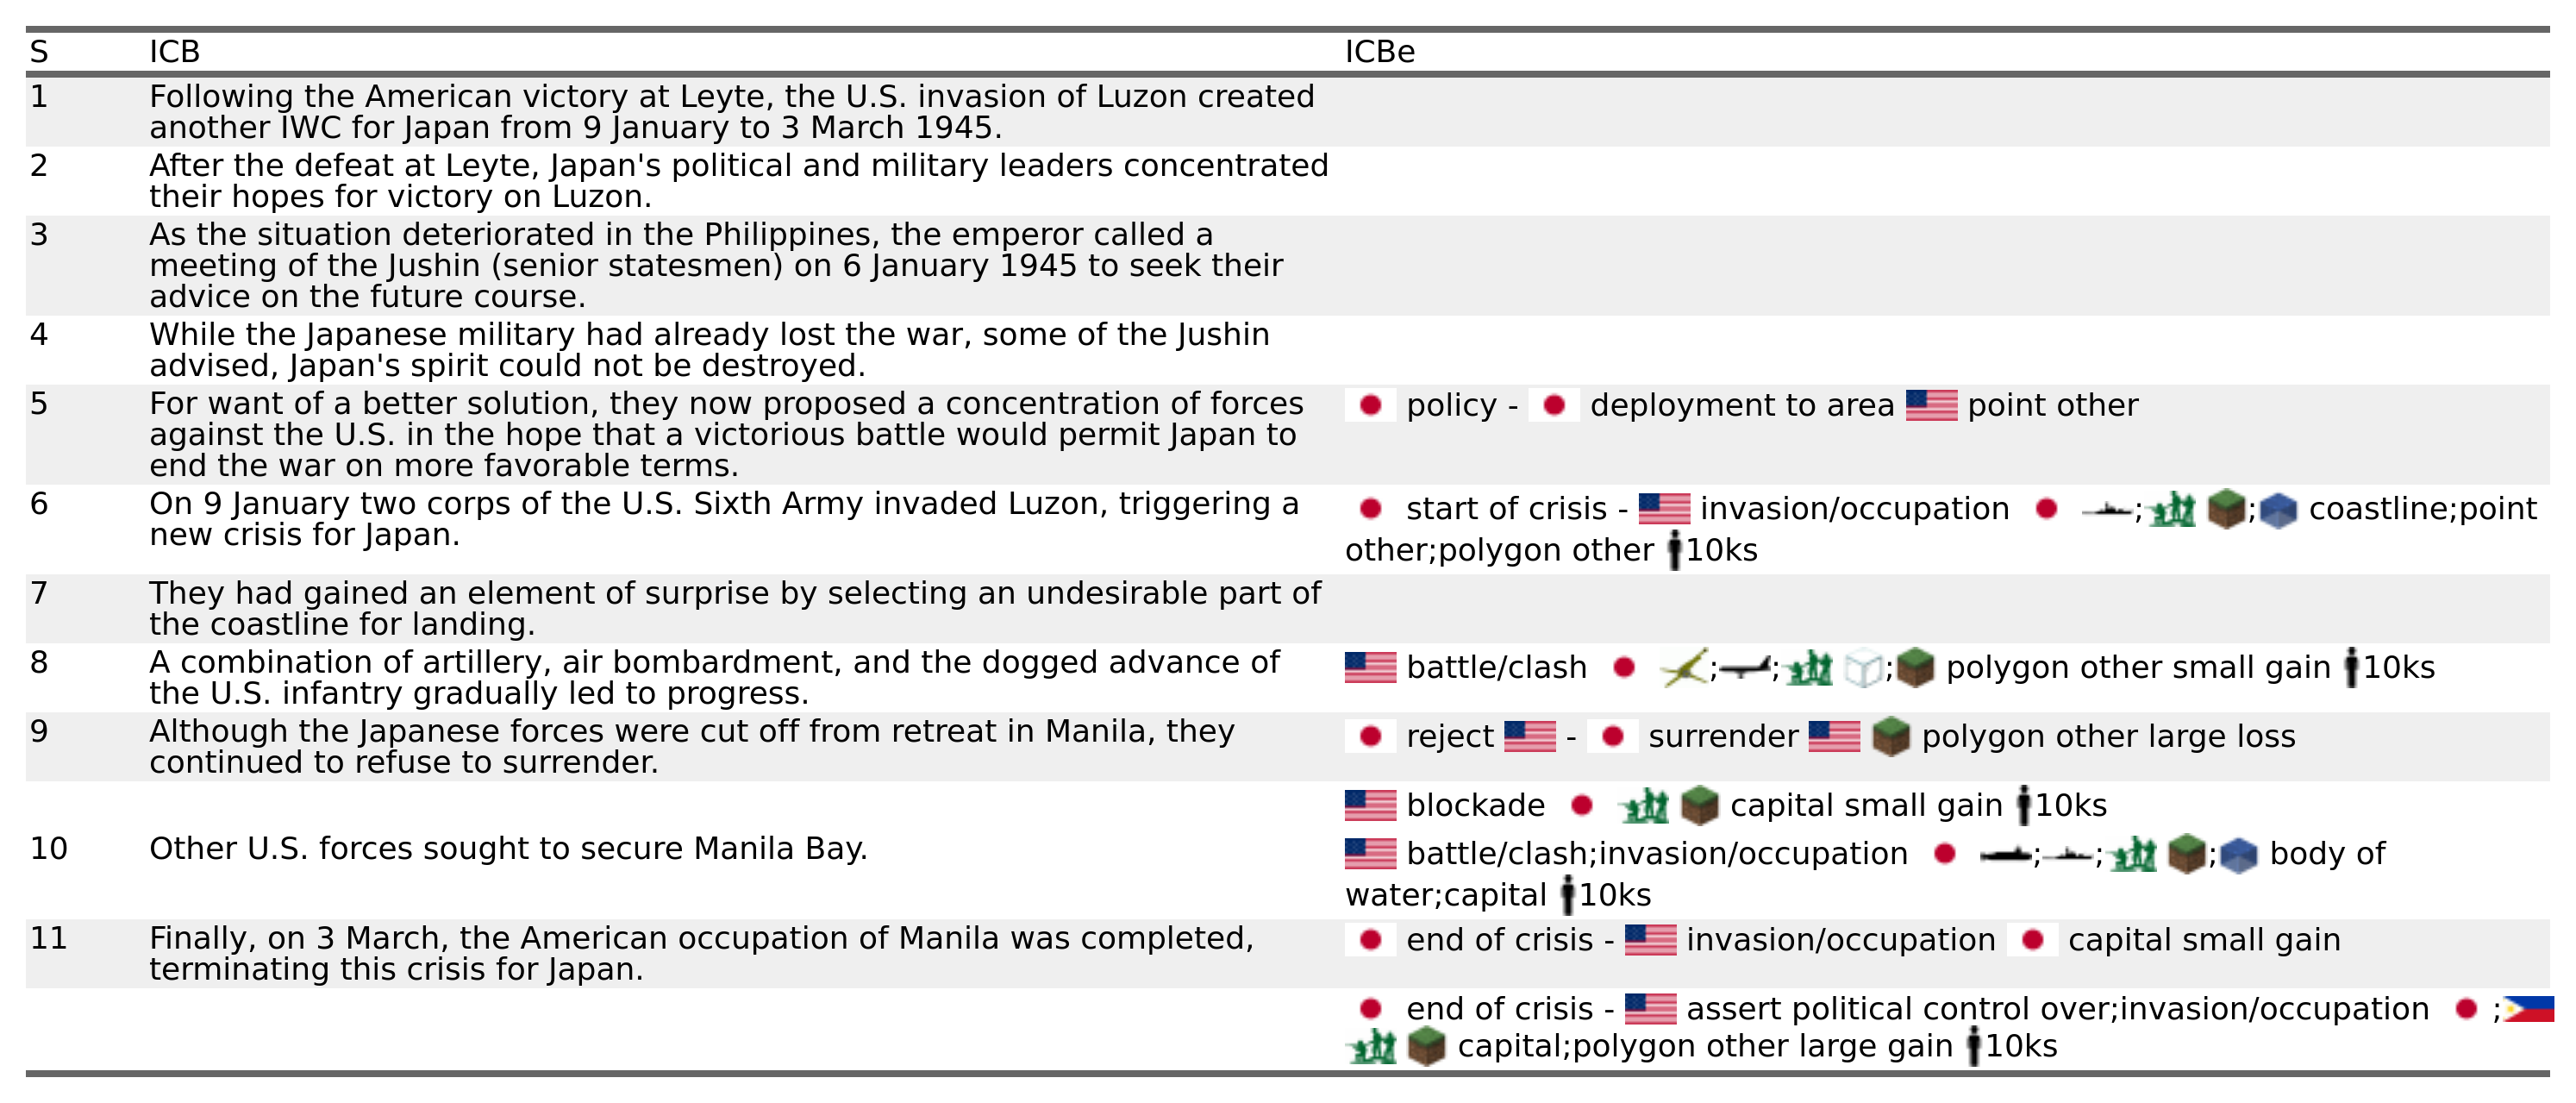 S ICB ICBe
1 Following the American victory at Leyte, the U.S. invasion of Luzon created
another IWC for Japan from 9 January to 3 March 1945.
2 After the defeat at Leyte, Japan's political and military leaders concentrated
their hopes for victory on Luzon.
3 As the situation deteriorated in the Philippines, the emperor called a
meeting of the Jushin (senior statesmen) on 6 January 1945 to seek their
advice on the future course.
4 While the Japanese military had already lost the war, some of the Jushin
advised, Japan's spirit could not be destroyed.
5 For want of a better solution, they now proposed a concentration of forces policy - deployment to area point other
against the U.S. in the hope that a victorious battle would permit Japan to
end the war on more favorable terms.
6 On 9 January two corps of the U.S. Sixth Army invaded Luzon, triggering a start of crisis - invasion/occupation ; ; coastline;point
new crisis for Japan. other;polygon other 10ks
7 They had gained an element of surprise by selecting an undesirable part of
the coastline for landing.
8 A combination of artillery, air bombardment, and the dogged advance of battle/clash ; ; ; polygon other small gain 10ks
the U.S. infantry gradually led to progress.
9 Although the Japanese forces were cut off from retreat in Manila, they reject - surrender polygon other large loss
continued to refuse to surrender.
blockade capital small gain 10ks
10 Other U.S. forces sought to secure Manila Bay. battle/clash;invasion/occupation ; ; ; body of
water;capital 10ks
11 Finally, on 3 March, the American occupation of Manila was completed, end of crisis - invasion/occupation capital small gain
terminating this crisis for Japan.
end of crisis - assert political control over;invasion/occupation ;
capital;polygon other large gain 10ks